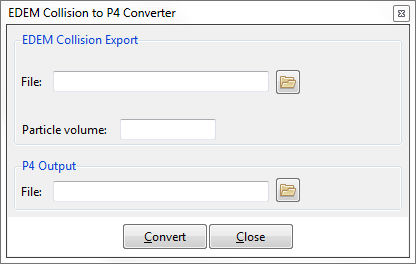 EDEM Collision to P4 Converter
EDEM Collision Export
File:
Particle volume:
P4 Output
File:
Convert Close